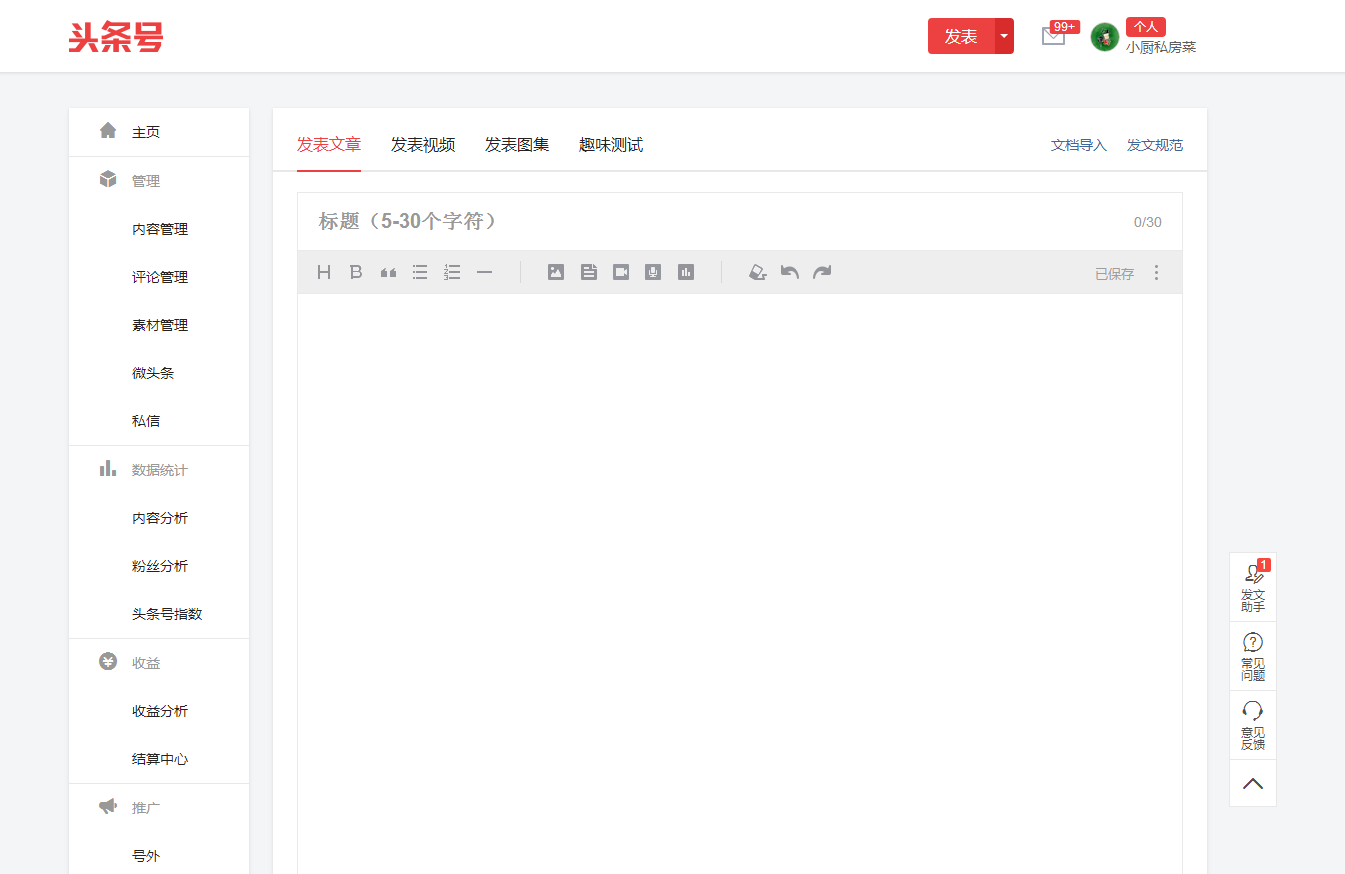 头条号
发表
99+
个人
小厨私房菜
主页
管理
内容管理
评论管理
素材管理
微头条
私信
数据统计
内容分析
粉丝分析
头条号指数
收益
收益分析
结算中心
推广
号外
发表文章 发表视频 发表图集 趣味测试 文档导入 发文规范
标题（5-30个字符） 0/30
H B 已保存
1
发文
助手
常见
问题
意见
反馈